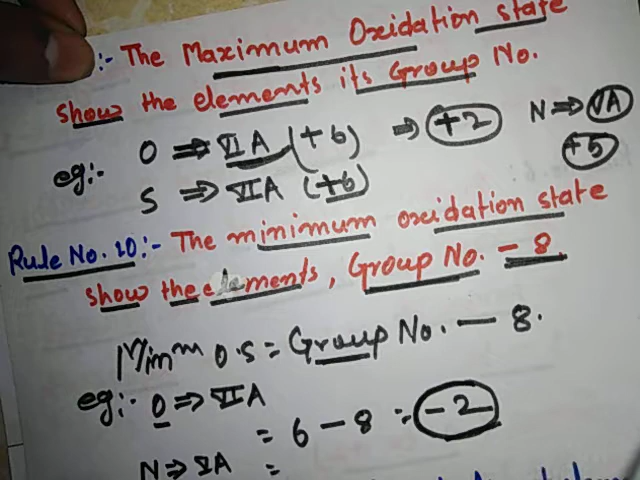 :- The Maximum Oxidation state
show the elements its Group No.
eg:- O ⇒ VIA (+6) ⇒ +2 N ⇒ VA
S ⇒ VIA (+6) +5
Rule No. 10:- The minimum oxidation state
show the elements, Group No. - 8.
Minm O.S = Group No. - 8.
eg:- O ⇒ VIA
= 6 - 8 = -2
N ⇒ VA =